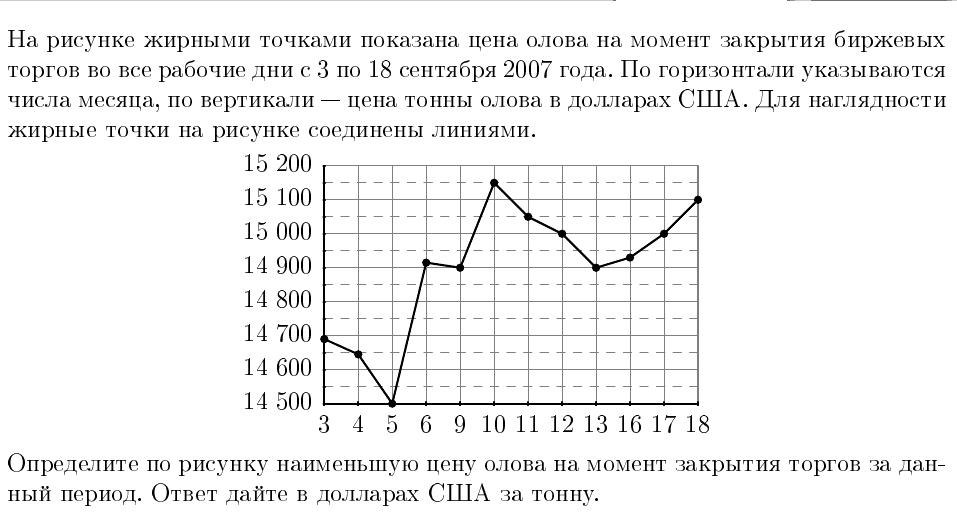 На рисунке жирными точками показана цена олова на момент закрытия биржевых
торгов во все рабочие дни с 3 по 18 сентября 2007 года. По горизонтали указываются
числа месяца, по вертикали — цена тонны олова в долларах США. Для наглядности
жирные точки на рисунке соединены линиями.
15 200
15 100
15 000
14 900
14 800
14 700
14 600
14 500
3 4 5 6 9 10 11 12 13 16 17 18
Определите по рисунку наименьшую цену олова на момент закрытия торгов за дан-
ный период. Ответ дайте в долларах США за тонну.